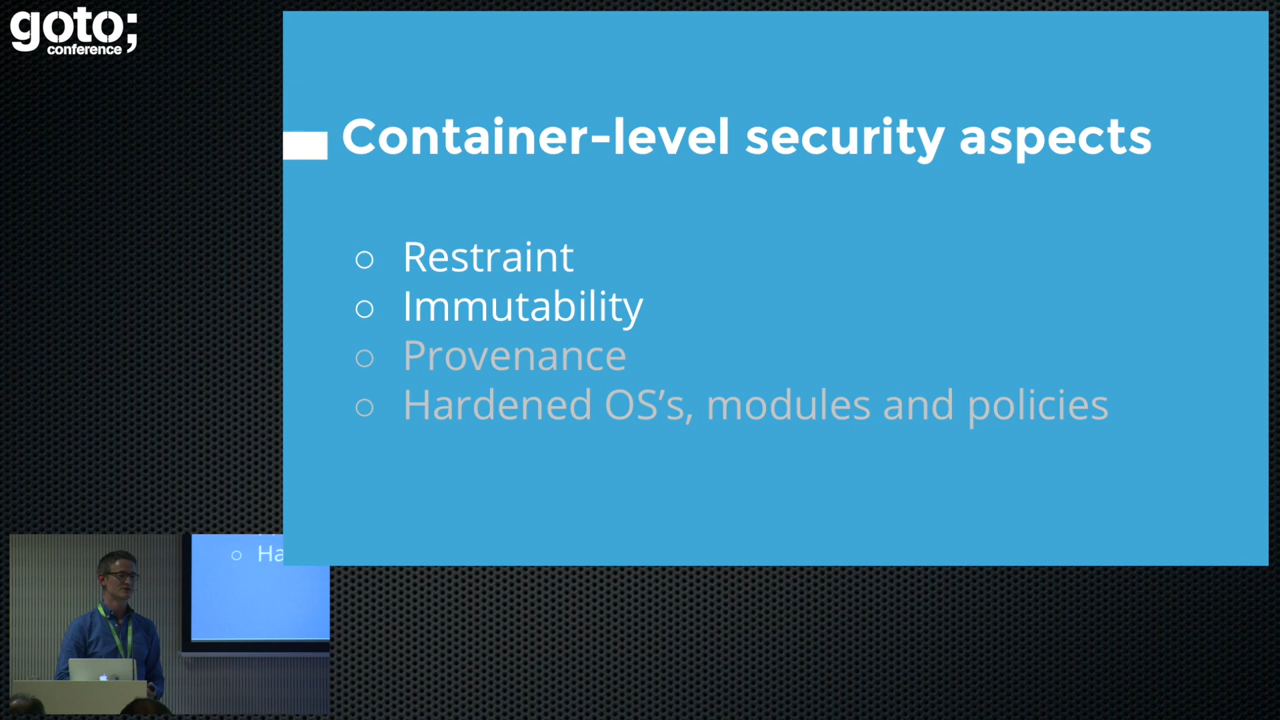 goto;
conference
Container-level security aspects
○ Restraint
○ Immutability
○ Provenance
○ Hardened OS’s, modules and policies
○ Ha